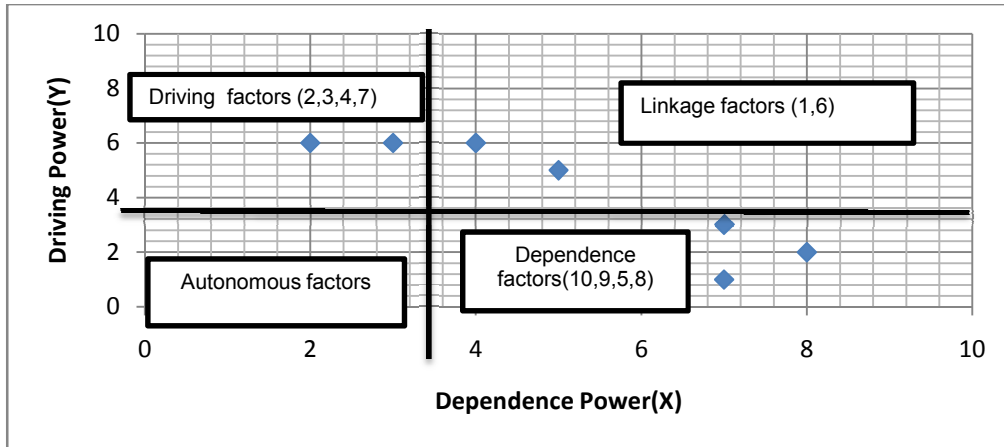 10
8
6
4
2
0
Driving Power(Y)
Driving factors (2,3,4,7)
Linkage factors (1,6)
Autonomous factors
Dependence
factors(10,9,5,8)
0 2 4 6 8 10
Dependence Power(X)